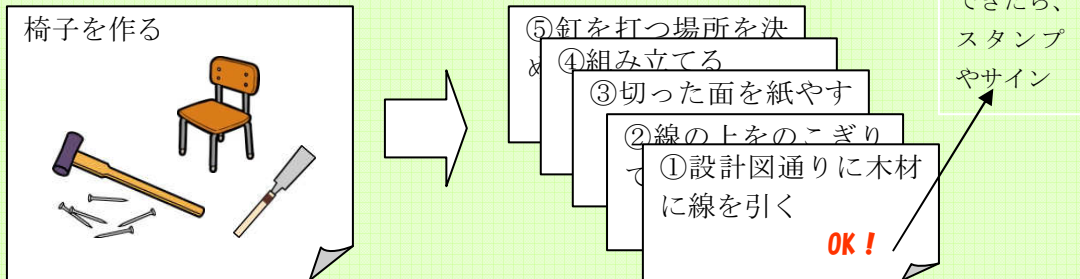 椅子を作る
⑤釘を打つ場所を決
④組み立てる
③切った面を紙やす
②線の上をのこぎり
①設計図通りに木材
に線を引く
OK！
できたら、
スタンプ
やサイン